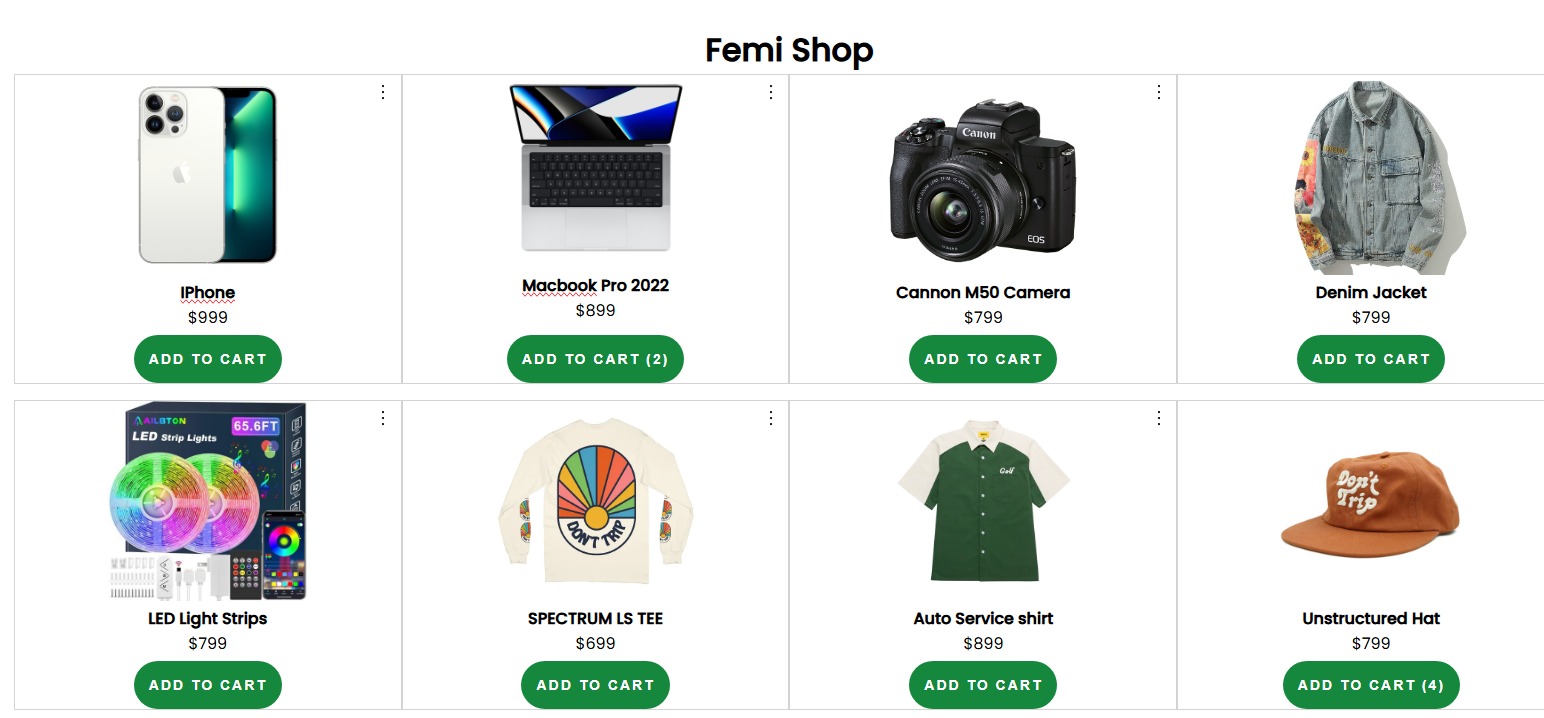 Femi Shop
Canon
EOS
IPhone
$999
ADD TO CART
Macbook Pro 2022
$899
ADD TO CART (2)
Cannon M50 Camera
$799
ADD TO CART
Denim Jacket
$799
ADD TO CART
AILBTON
65.6FT
LED Strip Lights
DON'T TRIP
Golf
Don't
Trip
LED Light Strips
$799
ADD TO CART
SPECTRUM LS TEE
$699
ADD TO CART
Auto Service shirt
$899
ADD TO CART
Unstructured Hat
$799
ADD TO CART (4)